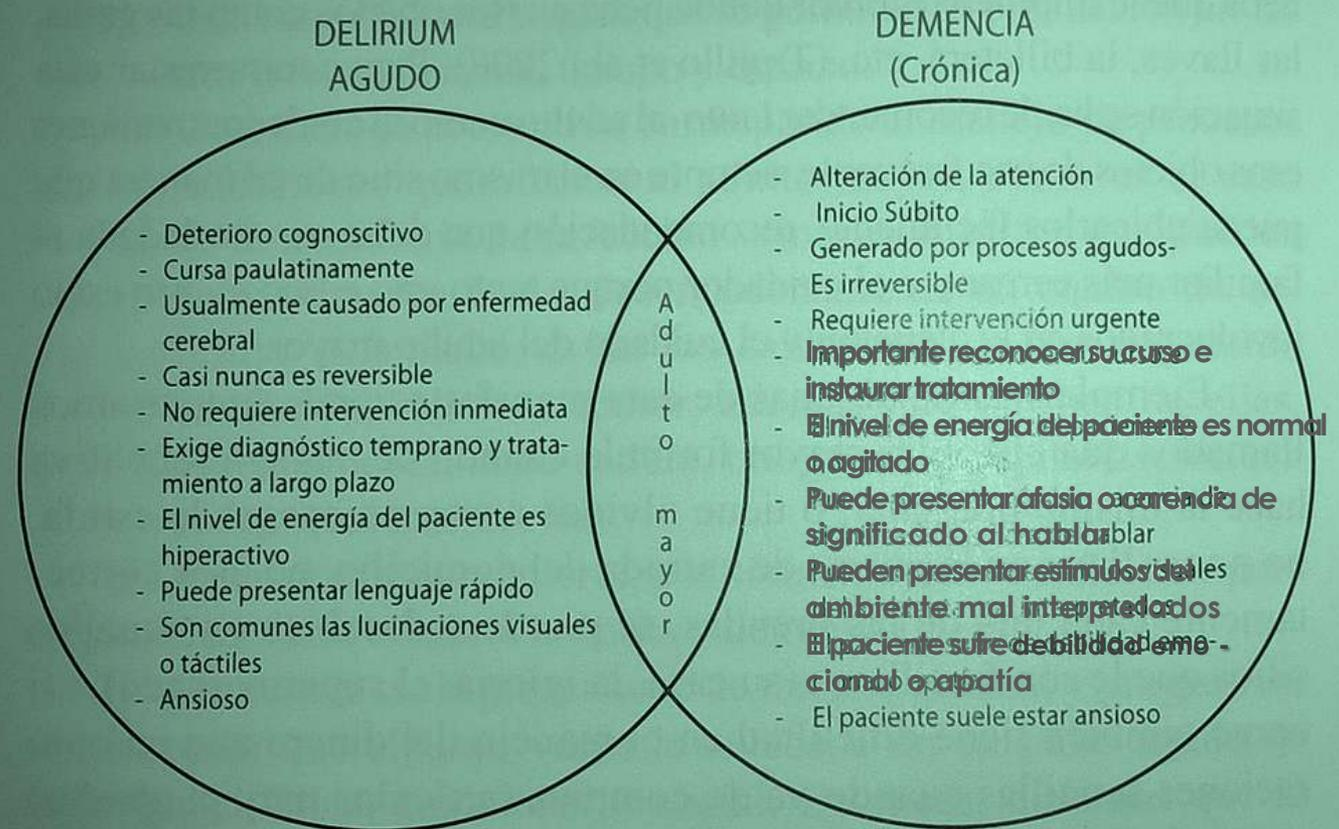 DELIRIUM
AGUDO
- Deterioro cognoscitivo
- Cursa paulatinamente
- Usualmente causado por enfermedad
cerebral
- Casi nunca es reversible
- No requiere intervención inmediata
- Exige diagnóstico temprano y trata-
miento a largo plazo
- El nivel de energía del paciente es
hiperactivo
- Puede presentar lenguaje rápido
- Son comunes las lucinaciones visuales
o táctiles
- Ansioso
Adulto mayor
DEMENCIA
(Crónica)
Alteración de la atención
- Inicio Súbito
- Generado por procesos agudos-
Es irreversible
- Requiere intervención urgente
- Importante reconocer su curso e
instaurar tratamiento
- El nivel de energía del paciente es normal
o agitado
- Puede presentar afasia o carencia de
significado al hablar
- Pueden presentar estímulos del
ambiente mal interpretados
- El paciente sufre debilidad emo-
cional o apatía
- El paciente suele estar ansioso